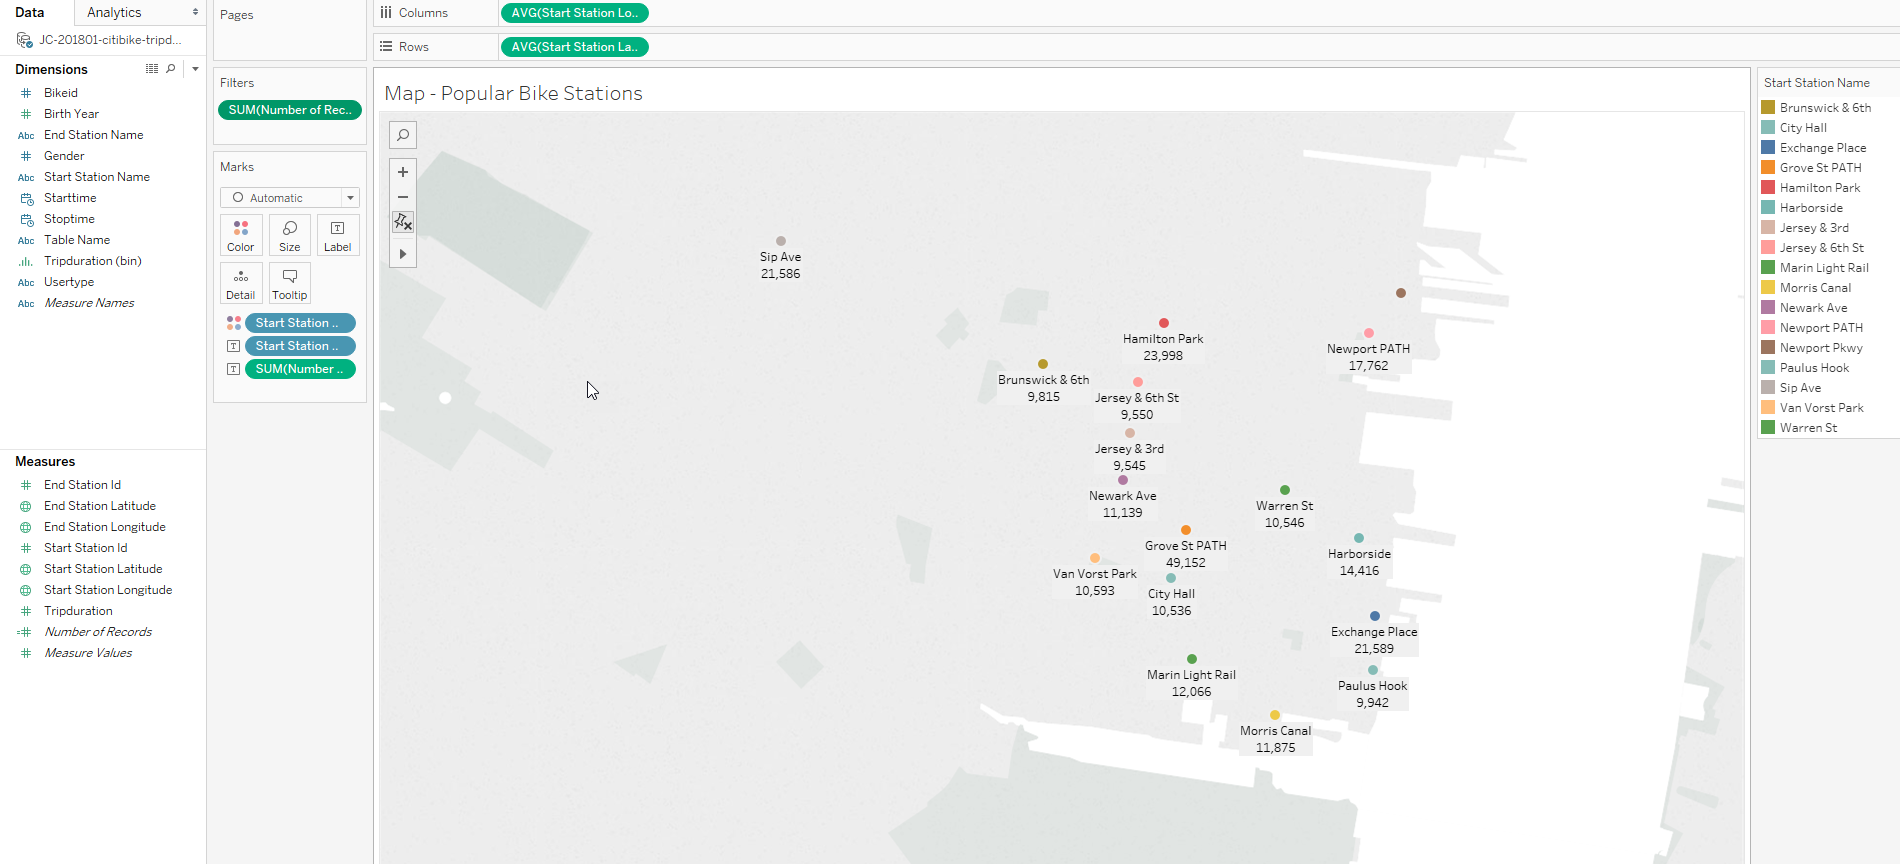 Data
Analytics
JC-201801-citibike-tripd...
Dimensions
Bikeid
Birth Year
Abc End Station Name
Gender
Abc Start Station Name
Starttime
Stoptime
Abc Table Name
Tripduration (bin)
Abc Usertype
Abc Measure Names
Measures
End Station Id
End Station Latitude
End Station Longitude
Start Station Id
Start Station Latitude
Start Station Longitude
Tripduration
Number of Records
Measure Values
Pages
Filters
SUM(Number of Rec..
Marks
Automatic
Color
Size
Label
Detail
Tooltip
Start Station ..
Start Station ..
SUM(Number ..
Columns
AVG(Start Station Lo..
Rows
AVG(Start Station La..
Map - Popular Bike Stations
Sip Ave
21,586
Hamilton Park
23,998
Newport PATH
17,762
Brunswick & 6th
9,815
Jersey & 6th St
9,550
Jersey & 3rd
9,545
Newark Ave
11,139
Warren St
10,546
Grove St PATH
49,152
Harborside
14,416
Van Vorst Park
10,593
City Hall
10,536
Exchange Place
21,589
Marin Light Rail
12,066
Paulus Hook
9,942
Morris Canal
11,875
Start Station Name
Brunswick & 6th
City Hall
Exchange Place
Grove St PATH
Hamilton Park
Harborside
Jersey & 3rd
Jersey & 6th St
Marin Light Rail
Morris Canal
Newark Ave
Newport PATH
Newport Pkwy
Paulus Hook
Sip Ave
Van Vorst Park
Warren St